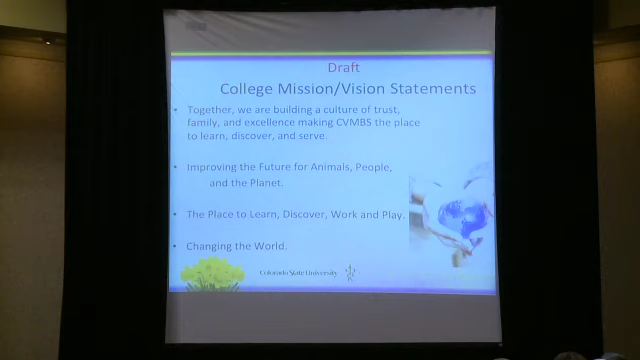 Draft
College Mission/Vision Statements
• Together, we are building a culture of trust,
family, and excellence making CVMBS the place
to learn, discover, and serve.
• Improving the Future for Animals, People,
and the Planet.
• The Place to Learn, Discover, Work and Play.
• Changing the World.
Colorado State University